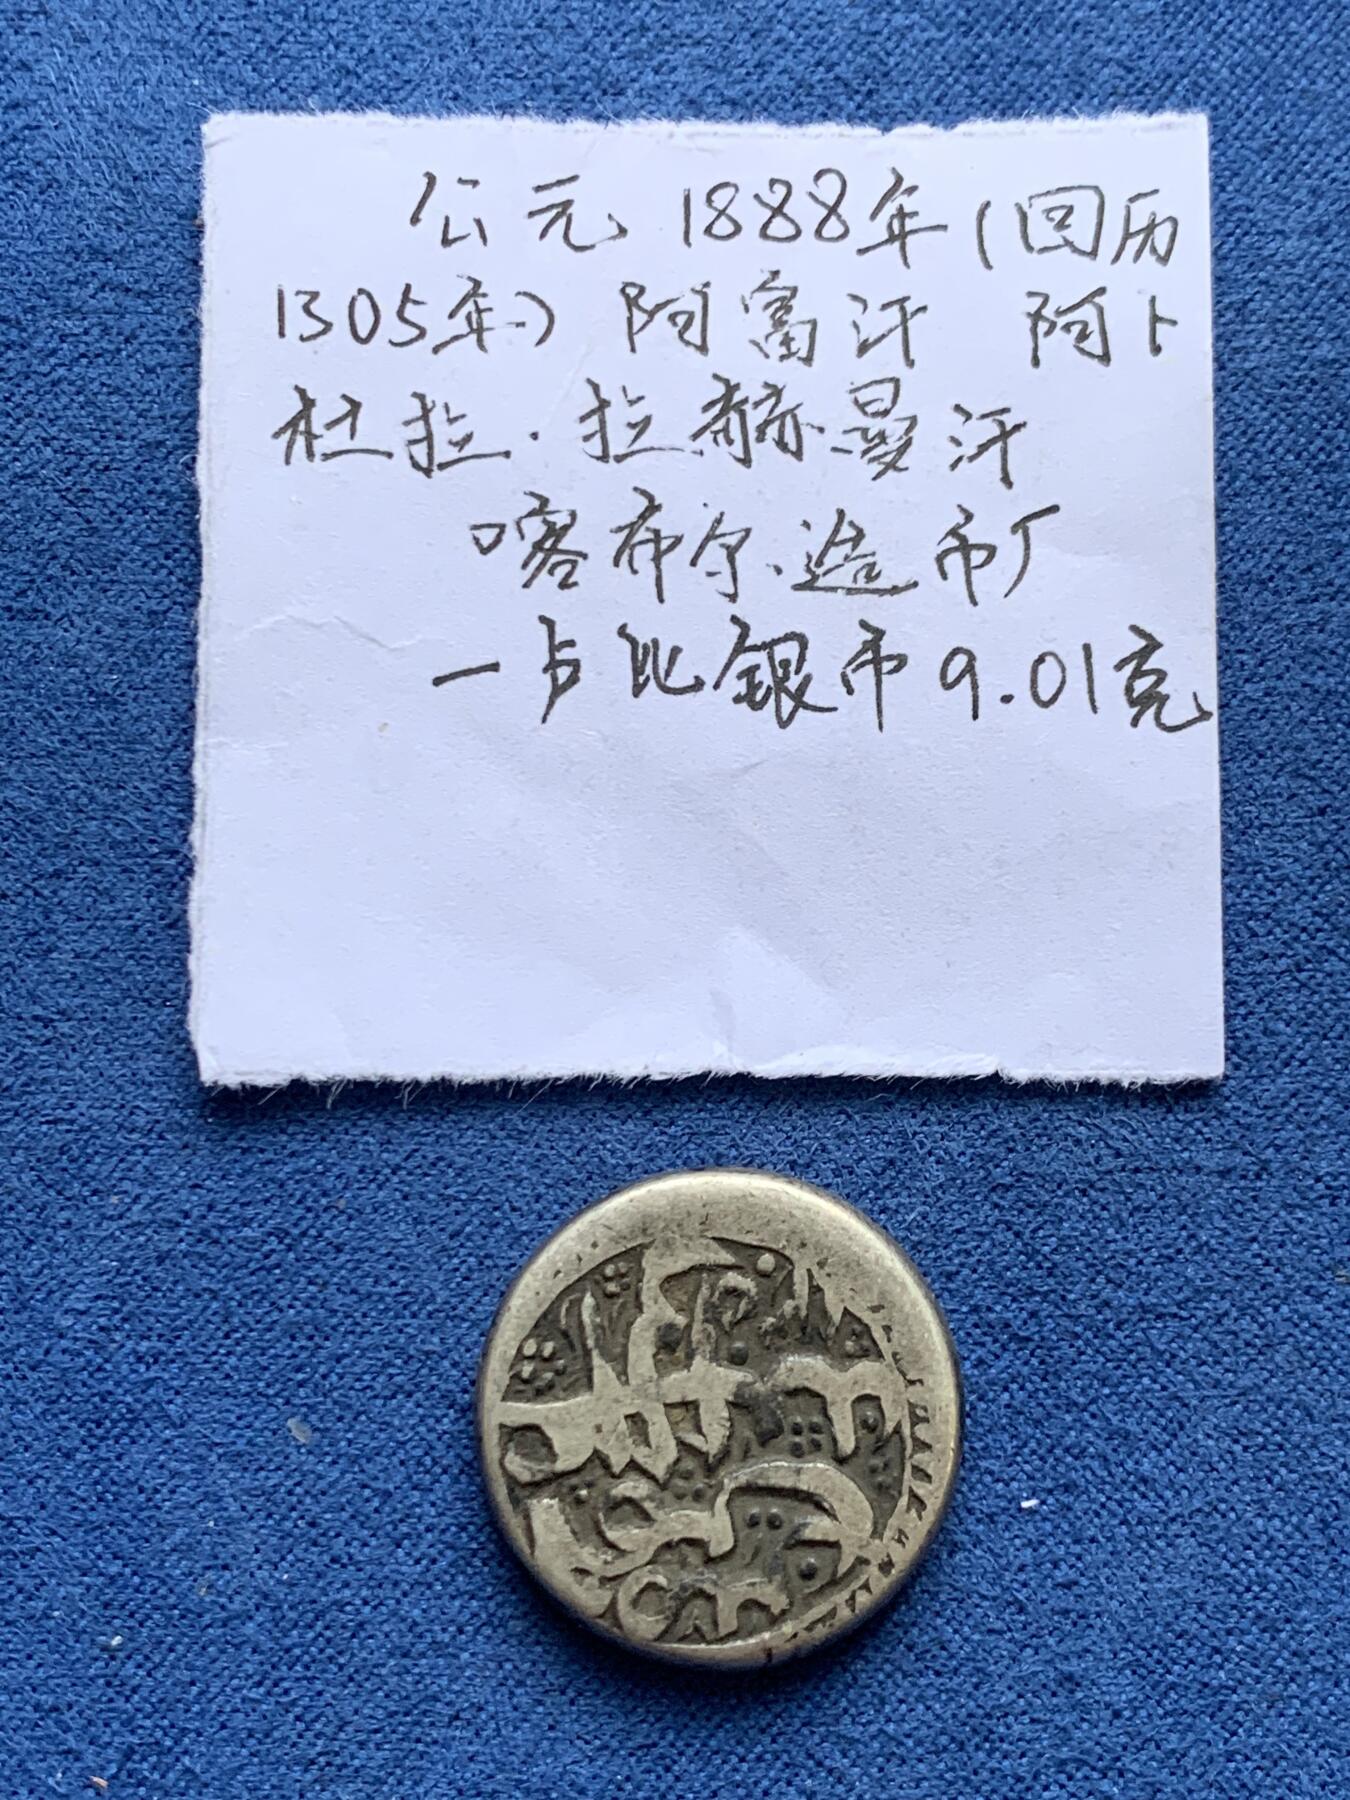 公元 1888年(回历
1305年) 阿富汗 阿卜
杜拉·拉赫曼汗
喀布尔造币厂
一卢比银币 9.01克